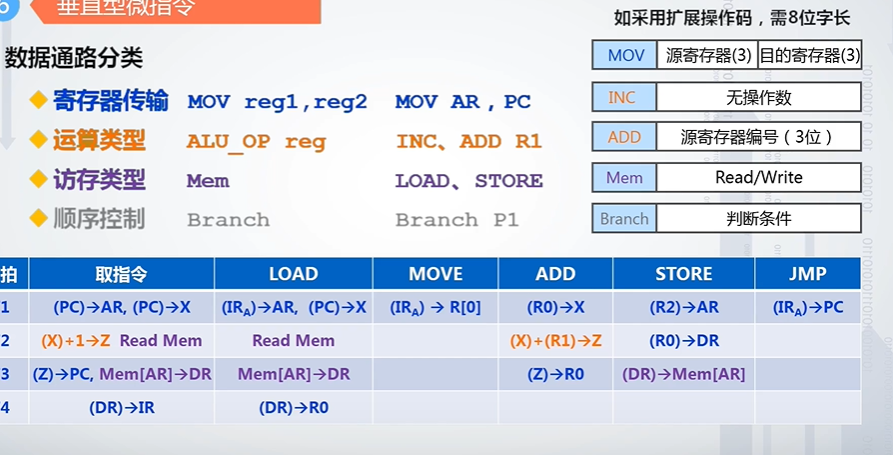 6 垂直型微指令
如采用扩展操作码，需8位字长
数据通路分类
寄存器传输 MOV reg1,reg2 MOV AR，PC
运算类型 ALU_OP reg INC、ADD R1
访存类型 Mem LOAD、STORE
顺序控制 Branch Branch P1
MOV 源寄存器(3) 目的寄存器(3)
INC 无操作数
ADD 源寄存器编号（3位）
Mem Read/Write
Branch 判断条件
拍 取指令 LOAD MOVE ADD STORE JMP
1 (PC)→AR, (PC)→X (IRA)→AR, (PC)→X (IRA) → R[0] (R0)→X (R2)→AR (IRA)→PC
2 (X)+1→Z Read Mem Read Mem (X)+(R1)→Z (R0)→DR
3 (Z)→PC, Mem[AR]→DR Mem[AR]→DR (Z)→R0 (DR)→Mem[AR]
4 (DR)→IR (DR)→R0